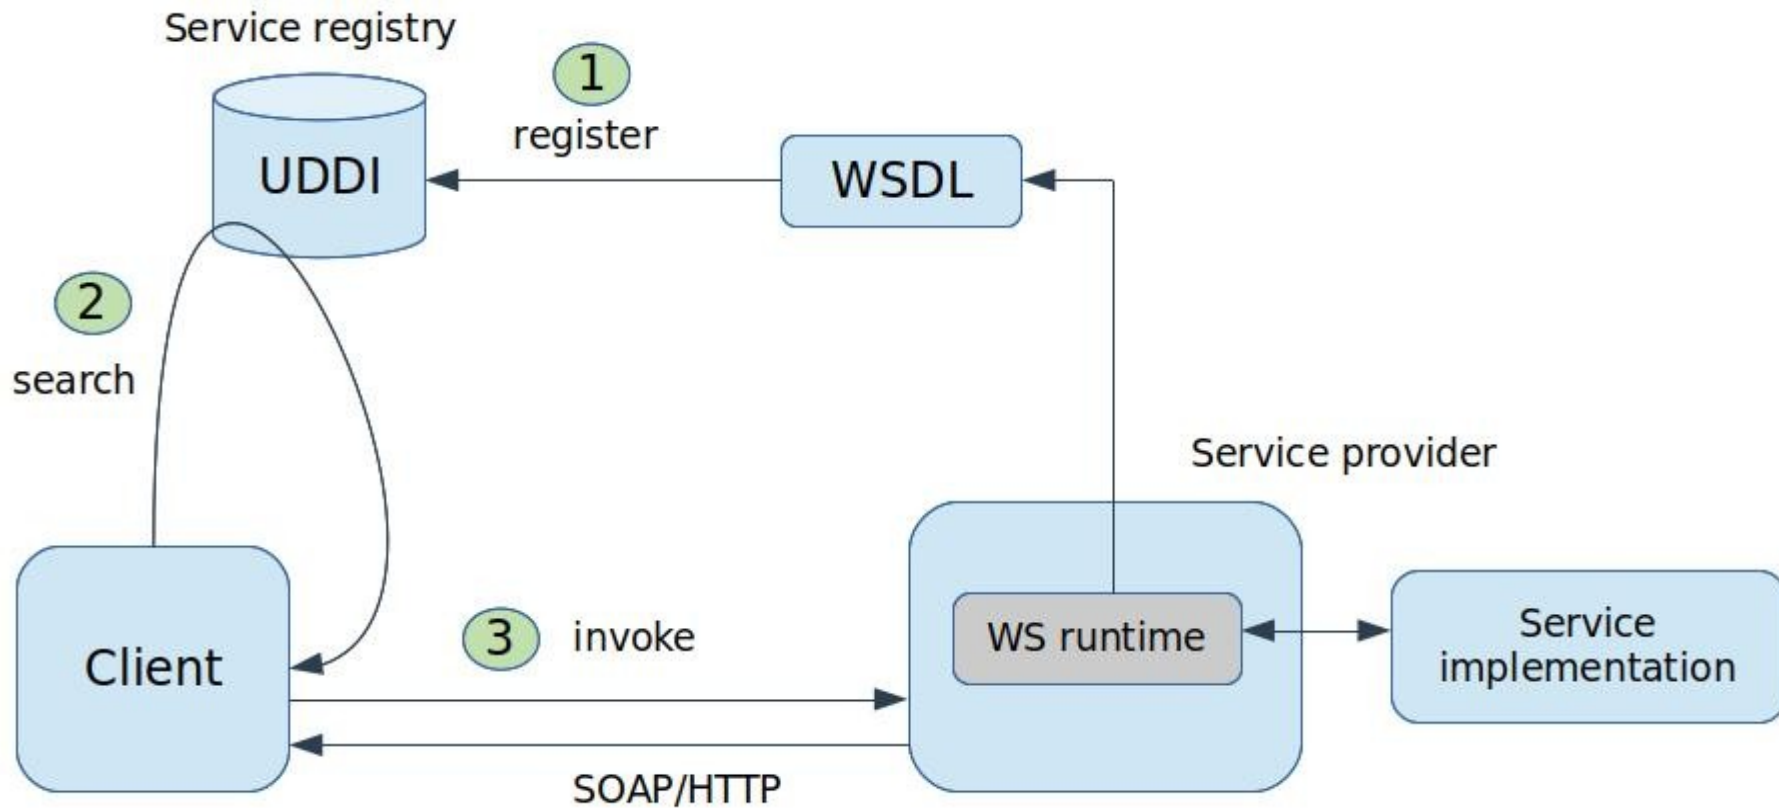 Service registry
1
register
UDDI
WSDL
2
search
Service provider
3 invoke
Client
WS runtime
Service
implementation
SOAP/HTTP